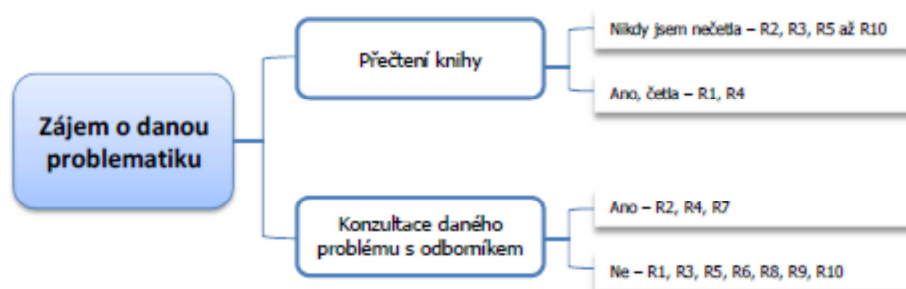 Zájem o danou
problematiku
Přečtení knihy
Nikdy jsem nečetla – R2, R3, R5 až R10
Ano, četla – R1, R4
Konzultace daného
problému s odborníkem
Ano – R2, R4, R7
Ne – R1, R3, R5, R6, R8, R9, R10